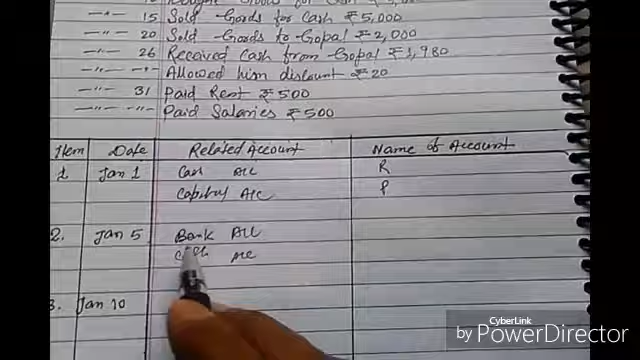 15 Sold Goods for Cash ₹5,000
20 Sold Goods to Gopal ₹2,000
26 Received Cash from Gopal ₹1,980
Allowed him discount ₹20
31 Paid Rent ₹500
Paid Salaries ₹500
Item Date Related Account Name of Account
1 Jan 1 Cash A/C R
Capital A/C P
2. Jan 5 Bank A/C
A/C
3. Jan 10
CyberLink
by PowerDirector